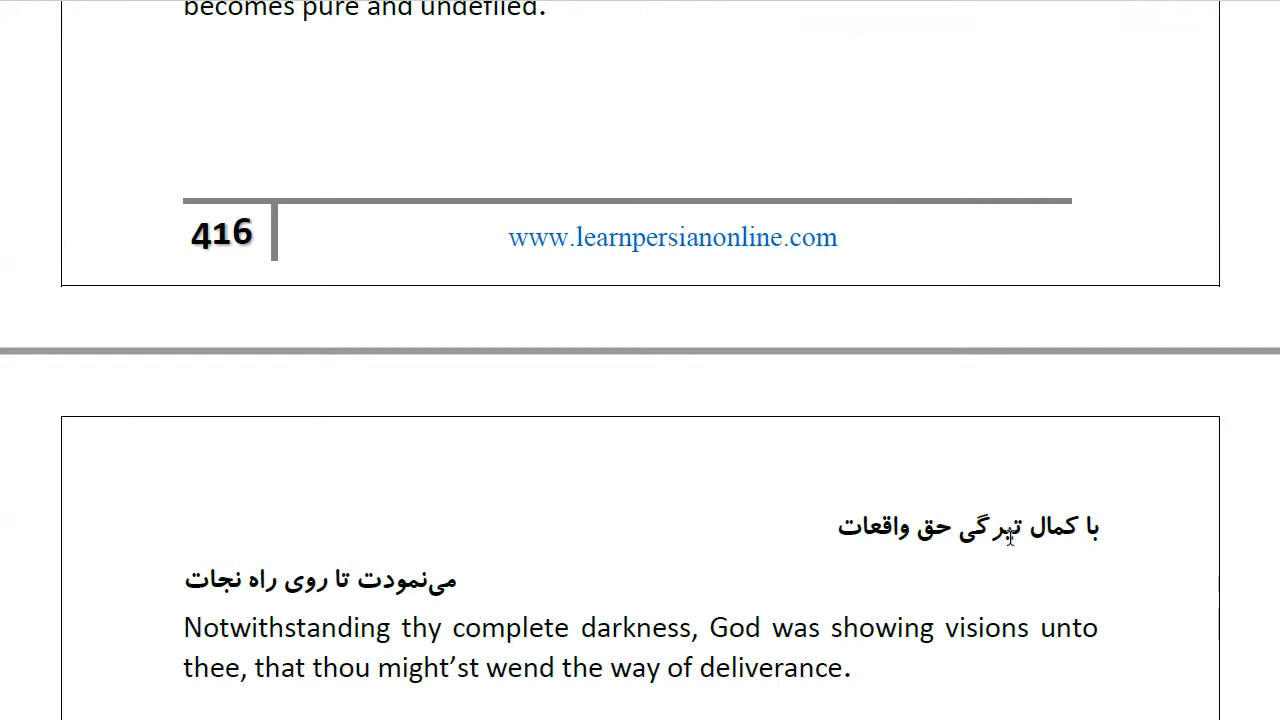 becomes pure and undefiled.
416
www.learnpersianonline.com
با کمال تیرگی حق واقعات
می‌نمودت تا روی راه نجات
Notwithstanding thy complete darkness, God was showing visions unto
thee, that thou might’st wend the way of deliverance.